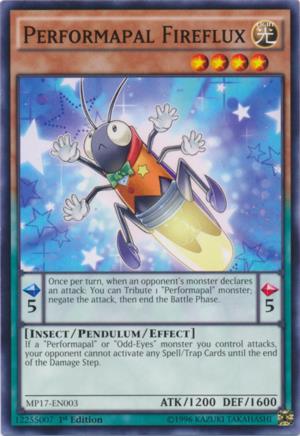 PERFORMAPAL FIREFLUX
光
Once per turn, when an opponent's monster
declares an attack: You can Tribute 1 "Performapal" monster;
negate the attack, then end the Battle Phase.
5
5
[INSECT/PENDULUM/EFFECT]
If a "Performapal" or "Odd-Eyes" monster you control attacks,
your opponent cannot activate any Spell/Trap Cards until the end
of the Damage Step.
MP17-EN003
ATK/1200 DEF/1600
12255007 1st Edition
©1996 KAZUKI TAKAHASHI